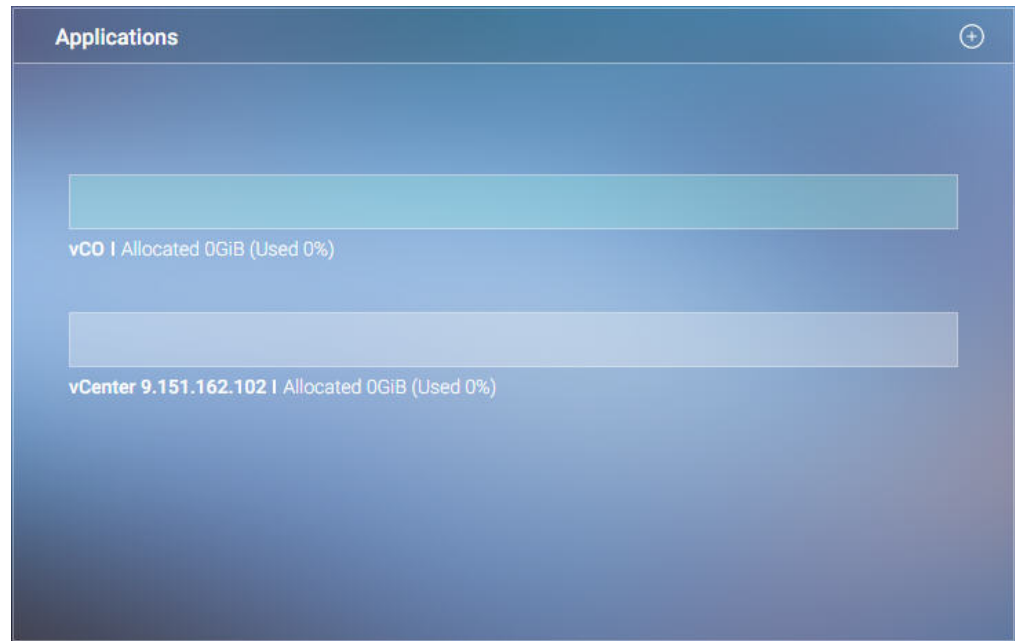 Applications
vCO I Allocated 0GiB (Used 0%)
vCenter 9.151.162.102 I Allocated 0GiB (Used 0%)